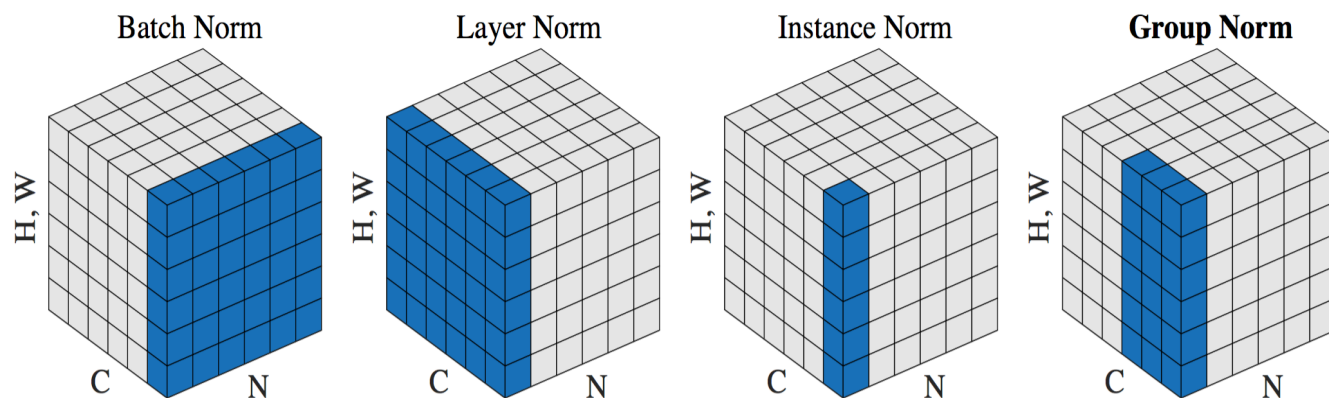 Batch Norm
H, W
C
N
Layer Norm
H, W
C
N
Instance Norm
H, W
C
N
Group Norm
H, W
C
N